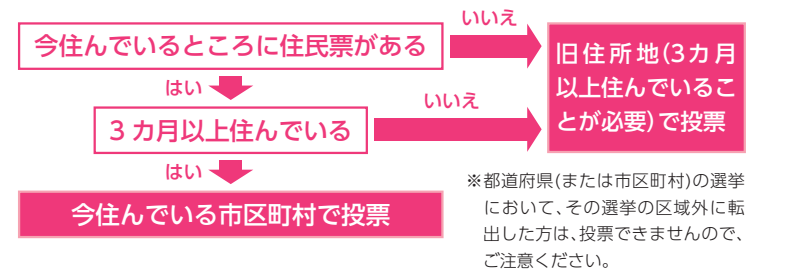 今住んでいるところに住民票がある
いいえ
旧住所地(3カ月
以上住んでいるこ
とが必要)で投票
はい
3カ月以上住んでいる
いいえ
はい
今住んでいる市区町村で投票
※都道府県(または市区町村)の選挙
において、その選挙の区域外に転
出した方は、投票できませんので、
ご注意ください。